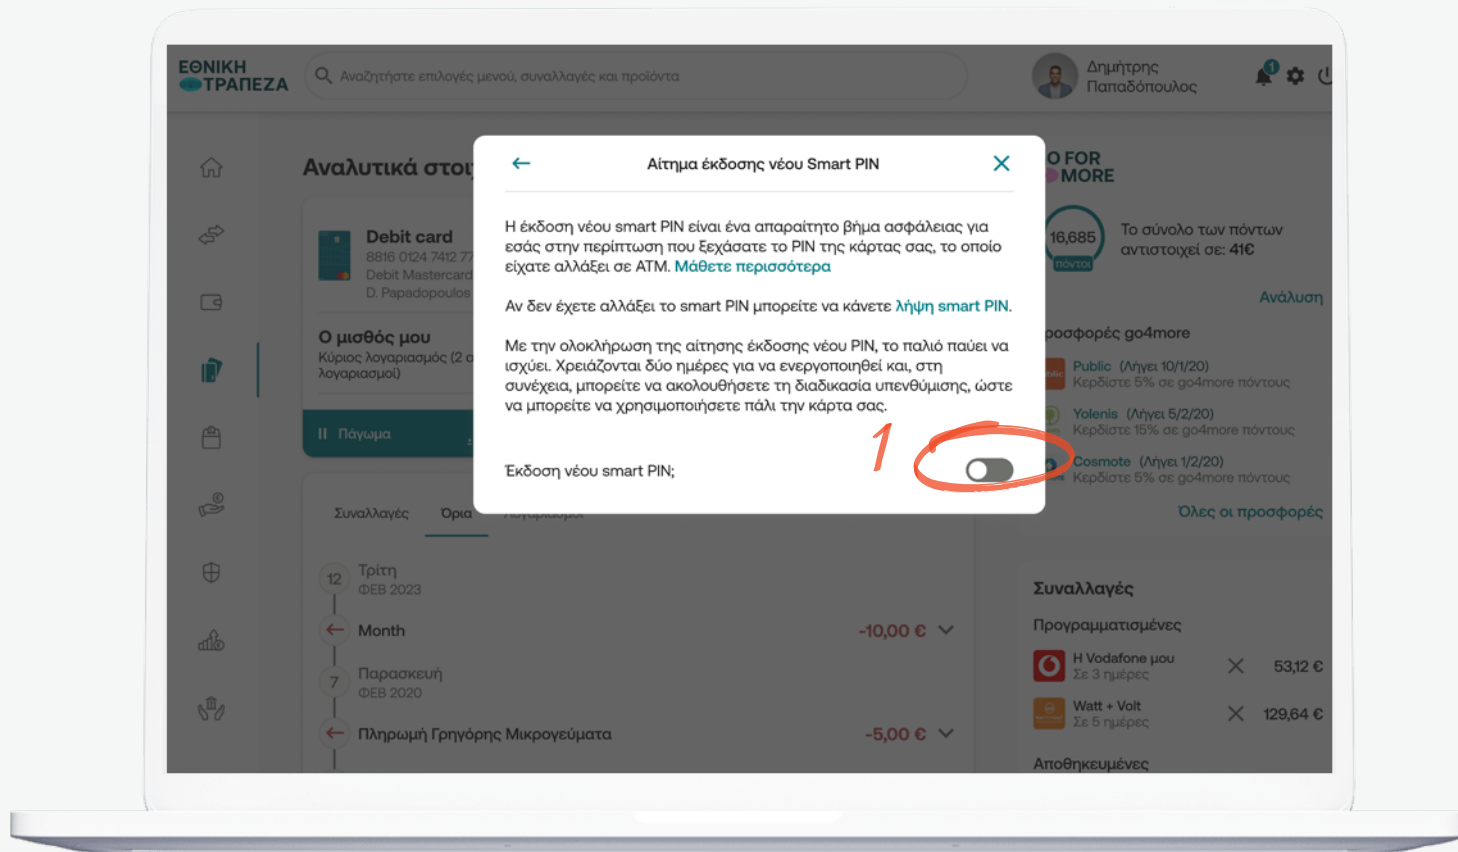 ΕΘΝΙΚΗ
ΤΡΑΠΕΖΑ
Αναζητήστε επιλογές μενού, συναλλαγές και προϊόντα
Δημήτρης
Παπαδόπουλος
1
Αναλυτικά στοι
Debit card
8816 0124 7412 77
Debit Mastercard
D. Papadopoulos
Ο μισθός μου
Κύριος λογαριασμός (2
λογαριασμοί)
Πάγωμα
Συναλλαγές Όρια Λογαριασμοί
12 Τρίτη
ΦΕΒ 2023
Month -10,00 €
7 Παρασκευή
ΦΕΒ 2020
Πληρωμή Γρηγόρης Μικρογεύματα -5,00 €
Αίτημα έκδοσης νέου Smart PIN
Η έκδοση νέου smart PIN είναι ένα απαραίτητο βήμα ασφάλειας για
εσάς στην περίπτωση που ξεχάσατε το PIN της κάρτας σας, το οποίο
είχατε αλλάξει σε ATM. Μάθετε περισσότερα
Αν δεν έχετε αλλάξει το smart PIN μπορείτε να κάνετε λήψη smart PIN.
Με την ολοκλήρωση της αίτησης έκδοσης νέου PIN, το παλιό παύει να
ισχύει. Χρειάζονται δύο ημέρες για να ενεργοποιηθεί και, στη
συνέχεια, μπορείτε να ακολουθήσετε τη διαδικασία υπενθύμισης, ώστε
να μπορείτε να χρησιμοποιήσετε πάλι την κάρτα σας.
1
Έκδοση νέου smart PIN;
O FOR
MORE
16,685
πόντοι
Το σύνολο των πόντων
αντιστοιχεί σε: 41€
Ανάλυση
ροσφορές go4more
Public (Λήγει 10/1/20)
Κερδίστε 5% σε go4more πόντους
Yolenis (Λήγει 5/2/20)
Κερδίστε 15% σε go4more πόντους
Cosmote (Λήγει 1/2/20)
Κερδίστε 5% σε go4more πόντους
Όλες οι προσφορές
Συναλλαγές
Προγραμματισμένες
Η Vodafone μου 53,12 €
Σε 3 ημέρες
Watt + Volt 129,64 €
Σε 5 ημέρες
Αποθηκευμένες